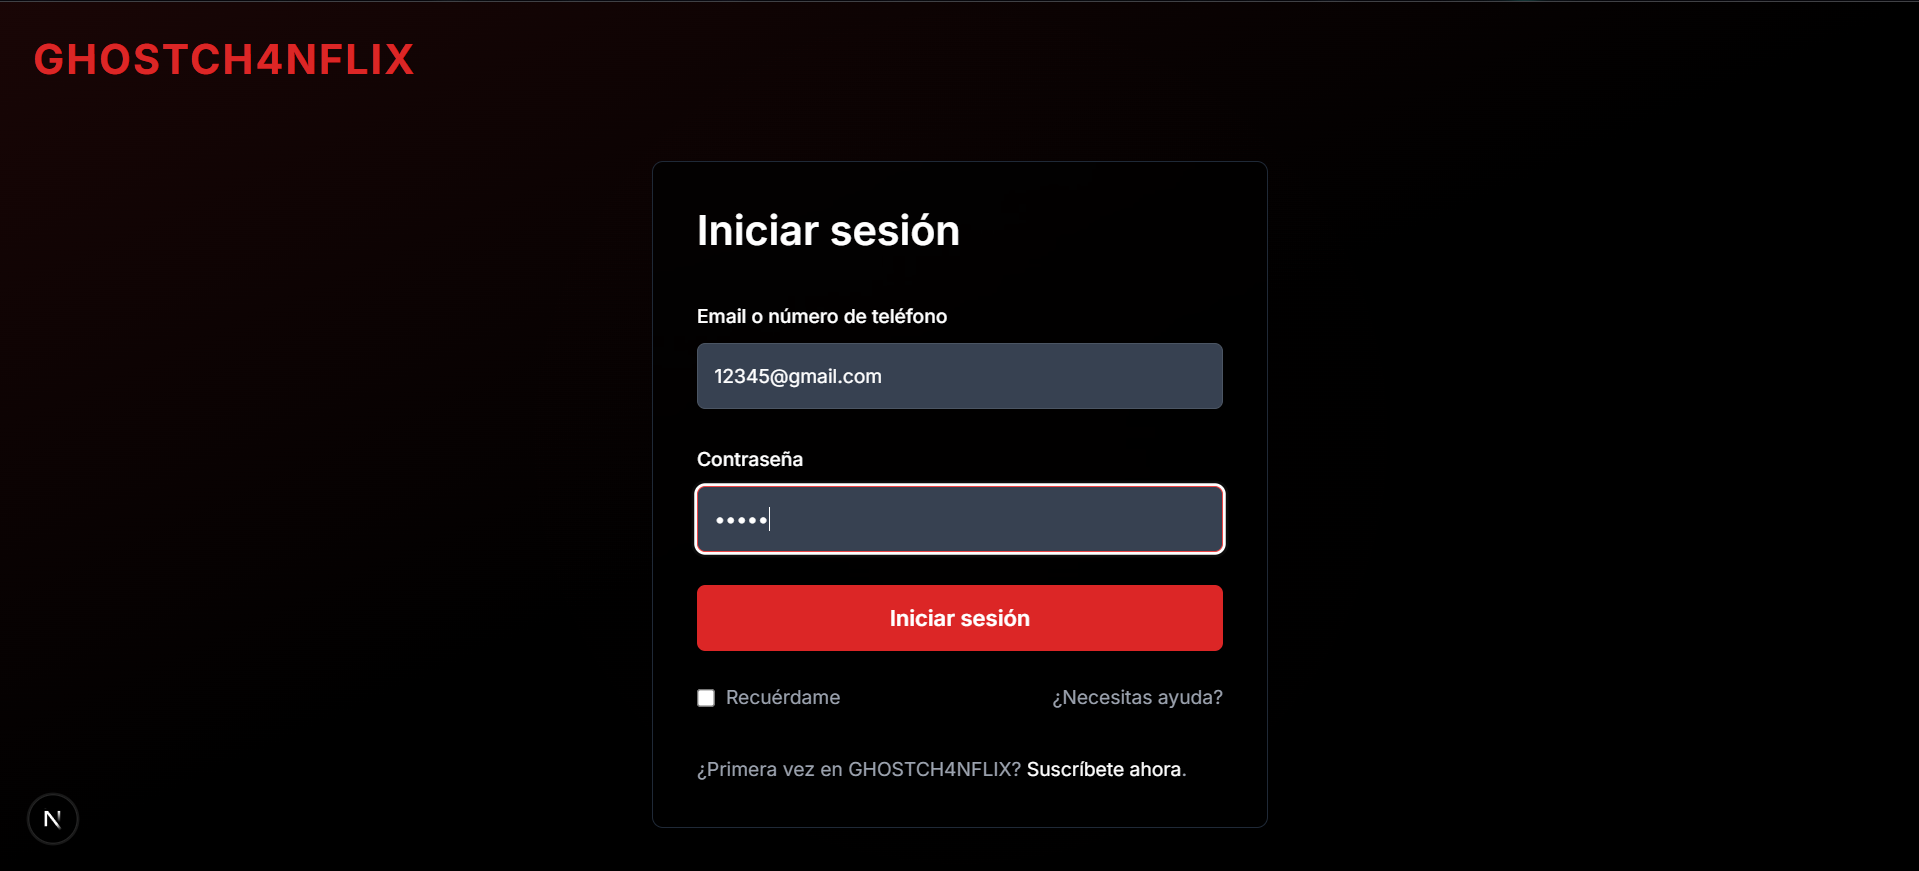 GHOSTCH4NFLIX
Iniciar sesión
Email o número de teléfono
12345@gmail.com
Contraseña
•••••
Iniciar sesión
Recuérdame
¿Necesitas ayuda?
¿Primera vez en GHOSTCH4NFLIX? Suscríbete ahora.
N